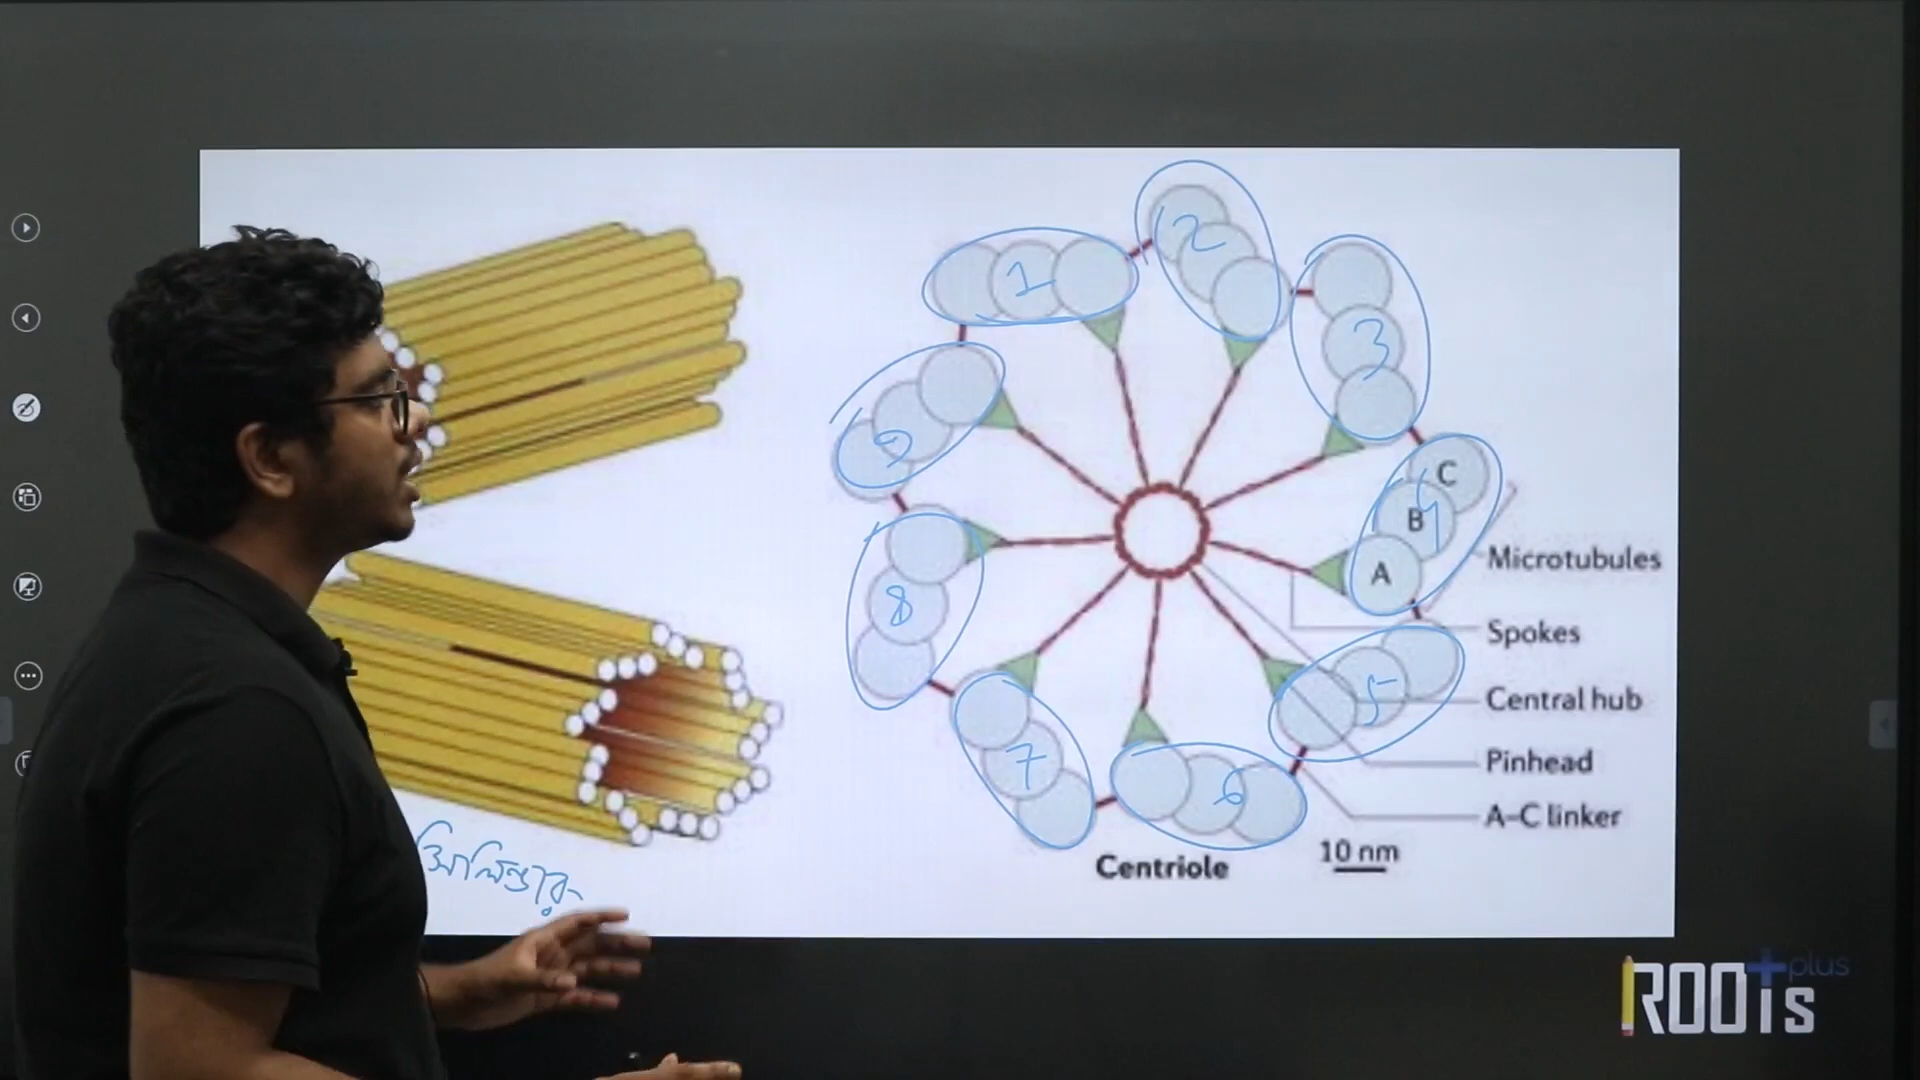 1
2
3
C
B
4
A
5
6
7
8
9
Microtubules
Spokes
Central hub
Pinhead
A-C linker
10 nm
Centriole
সিলিন্ডার
ROOTs
plus